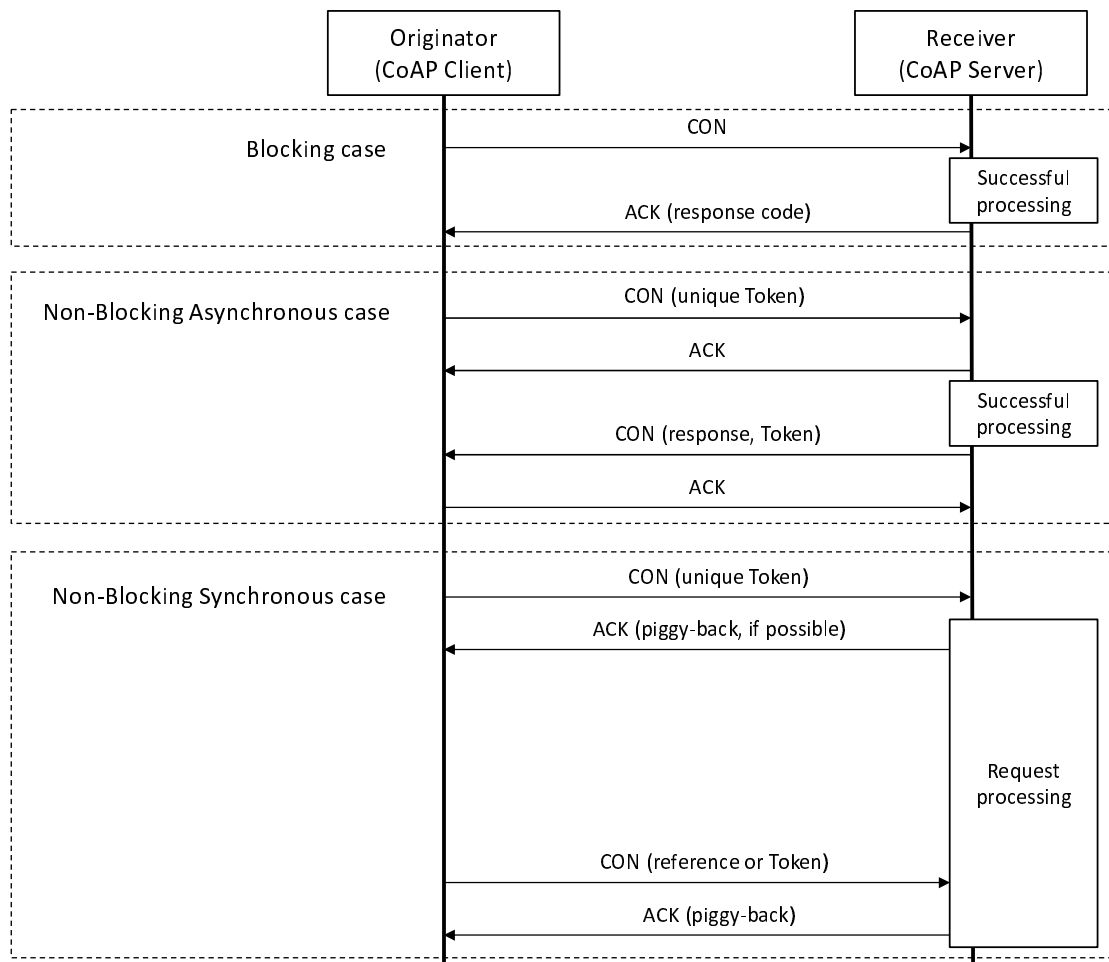 Originator
(CoAP Client)
Receiver
(CoAP Server)
Blocking case
CON
Successful
processing
ACK (response code)
Non-Blocking Asynchronous case
CON (unique Token)
ACK
Successful
processing
CON (response, Token)
ACK
Non-Blocking Synchronous case
CON (unique Token)
ACK (piggy-back, if possible)
Request
processing
CON (reference or Token)
ACK (piggy-back)